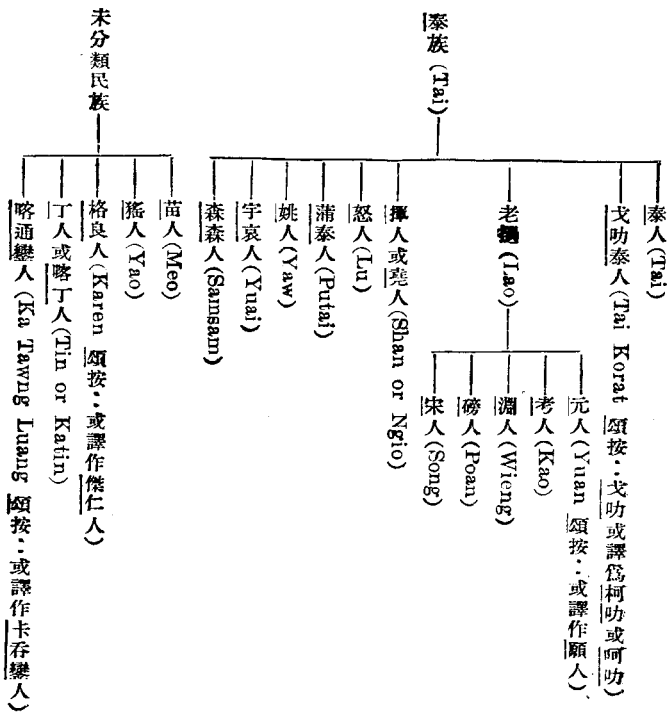 泰族 (Tai)
泰人(Tai)
戈叻泰人(Tai Korat 頌按：戈叻或譯爲柯叻或呵叻)
老撾(Lao)
元人(Yuan 頌按：或譯作願人)、
考人(Kao)
淵人(Wieng)
磅人(Poan)
宋人(Song)
撣人或堯人(Shan or Ngio)
怒人(Lu)
蒲泰人(Putai)
姚人(Yaw)
宇哀人(Yuai)
森森人(Samsam)
未分類民族
苗人(Meo)
猺人(Yao)
格良人(Karen 頌按：或譯作傑仁人)
丁人或喀丁人(Tin or Katin)
喀通鑾人(Ka Tawng Luang 頌按：或譯作卡吞鑾人)